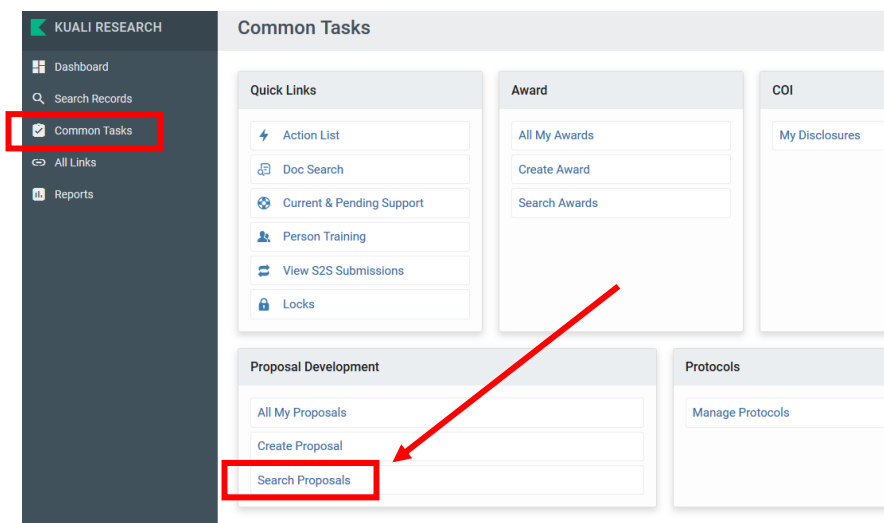 KUALI RESEARCH
Dashboard
Search Records
Common Tasks
All Links
Reports
Common Tasks
Quick Links
Action List
Doc Search
Current & Pending Support
Person Training
View S2S Submissions
Locks
Award
All My Awards
Create Award
Search Awards
COI
My Disclosures
Proposal Development
All My Proposals
Create Proposal
Search Proposals
Protocols
Manage Protocols